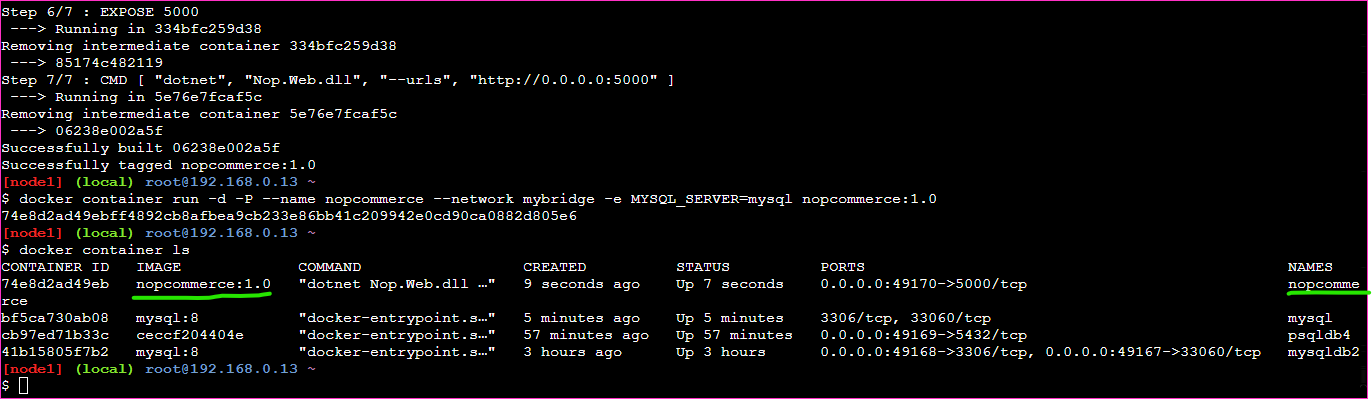 Step 6/7 : EXPOSE 5000
 ---> Running in 334bfc259d38
Removing intermediate container 334bfc259d38
 ---> 85174c482119
Step 7/7 : CMD [ "dotnet", "Nop.Web.dll", "--urls", "http://0.0.0.0:5000" ]
 ---> Running in 5e76e7fcaf5c
Removing intermediate container 5e76e7fcaf5c
 ---> 06238e002a5f
Successfully built 06238e002a5f
Successfully tagged nopcommerce:1.0
[node1] (local) root@192.168.0.13 ~
$ docker container run -d -P --name nopcommerce --network mybridge -e MYSQL_SERVER=mysql nopcommerce:1.0
74e8d2ad49ebff4892cb8afbea9cb233e86bb41c209942e0cd90ca0882d805e6
[node1] (local) root@192.168.0.13 ~
$ docker container ls
CONTAINER ID   IMAGE             COMMAND                  CREATED          STATUS          PORTS                                                  NAMES
74e8d2ad49eb   nopcommerce:1.0   "dotnet Nop.Web.dll …"   9 seconds ago    Up 7 seconds    0.0.0.0:49170->5000/tcp                                nopcomme
rce
bf5ca730ab08   mysql:8           "docker-entrypoint.s…"   5 minutes ago    Up 5 minutes    3306/tcp, 33060/tcp                                    mysql
cb97ed71b33c   ceccf204404e      "docker-entrypoint.s…"   57 minutes ago   Up 57 minutes   0.0.0.0:49169->5432/tcp                                psqldb4
41b15805f7b2   mysql:8           "docker-entrypoint.s…"   3 hours ago      Up 3 hours      0.0.0.0:49168->3306/tcp, 0.0.0.0:49167->33060/tcp   mysqldb2
[node1] (local) root@192.168.0.13 ~
$